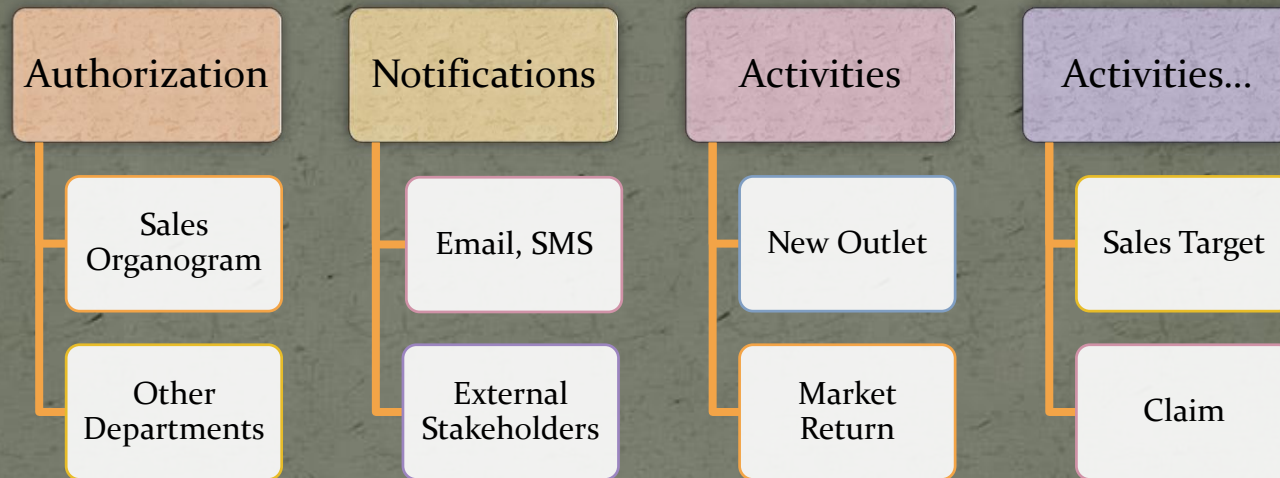 Authorization
Sales
Organogram
Other
Departments
Notifications
Email, SMS
External
Stakeholders
Activities
New Outlet
Market
Return
Activities...
Sales Target
Claim